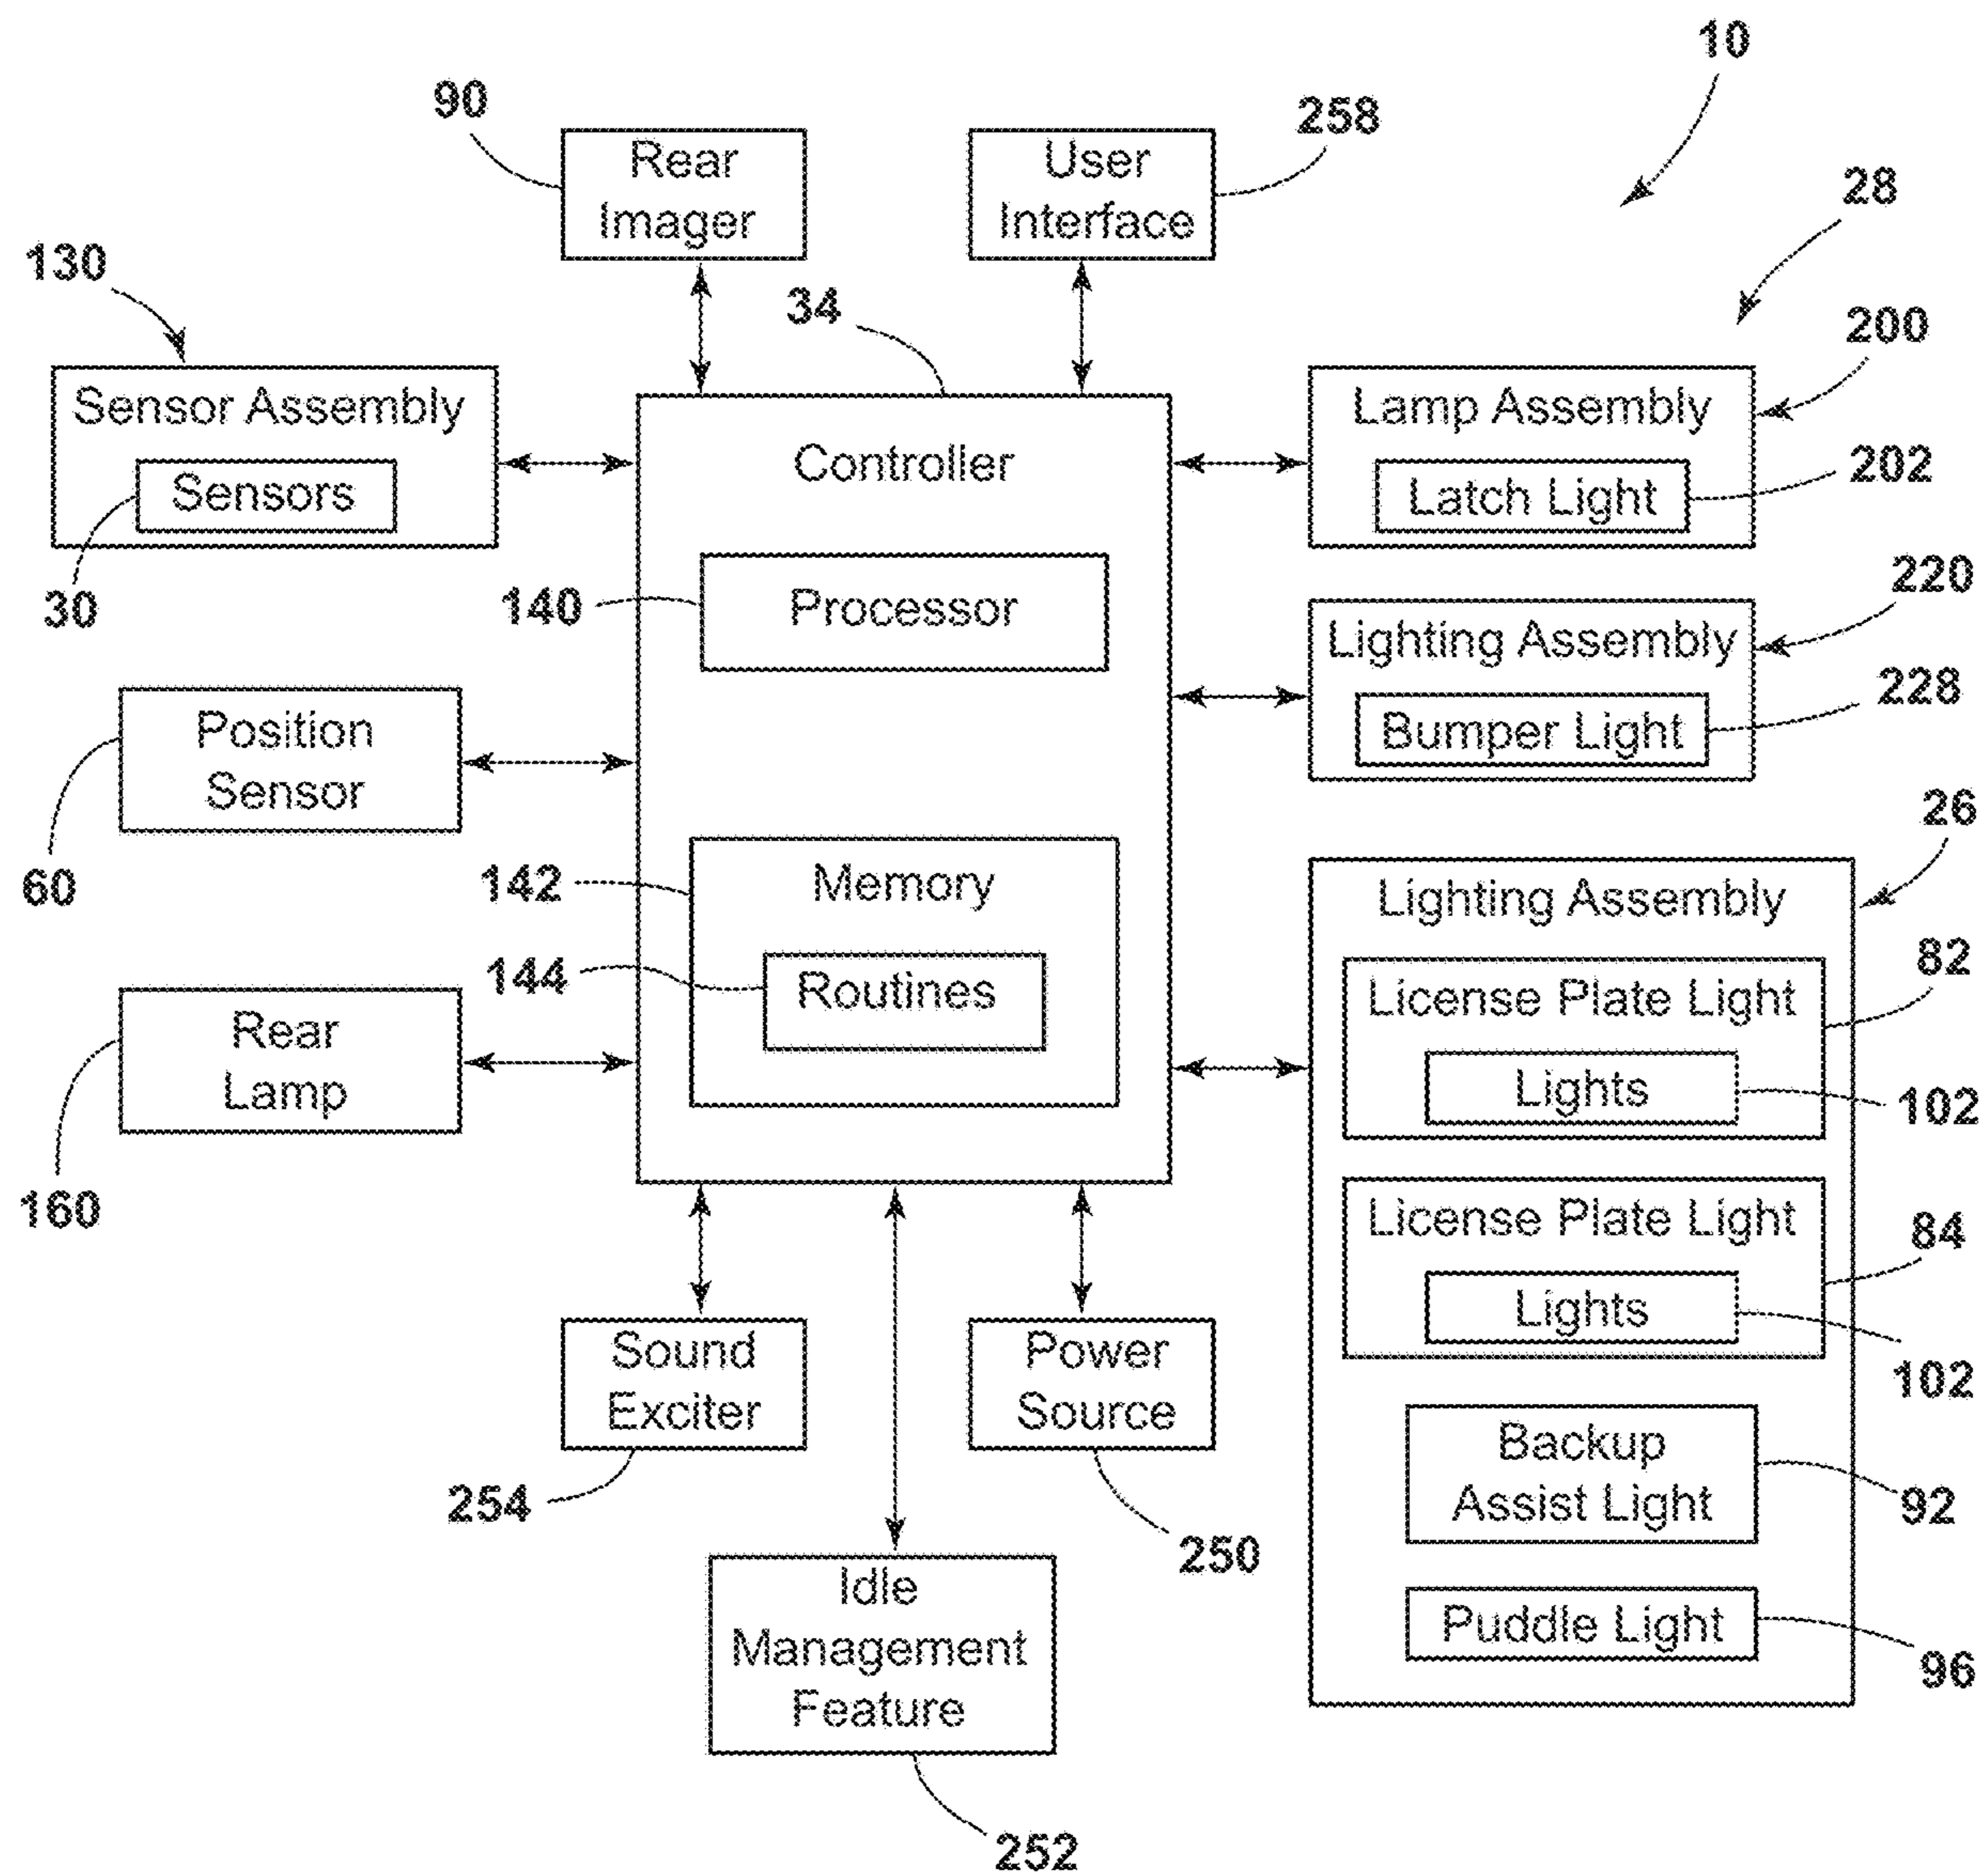 10
90
Rear
Imager
User
Interface
258
28
130
34
200
Sensor Assembly
Sensors
30
Controller
Lamp Assembly
Latch Light
202
140
Processor
220
Lighting Assembly
Bumper Light
228
Position
Sensor
60
26
142
Memory
144
Routines
Lighting Assembly
82
License Plate Light
Lights
102
Rear
Lamp
160
License Plate Light
84
Lights
102
Sound
Exciter
254
Power
Source
250
Backup
Assist Light
92
Idle
Management
Feature
252
Puddle Light
96